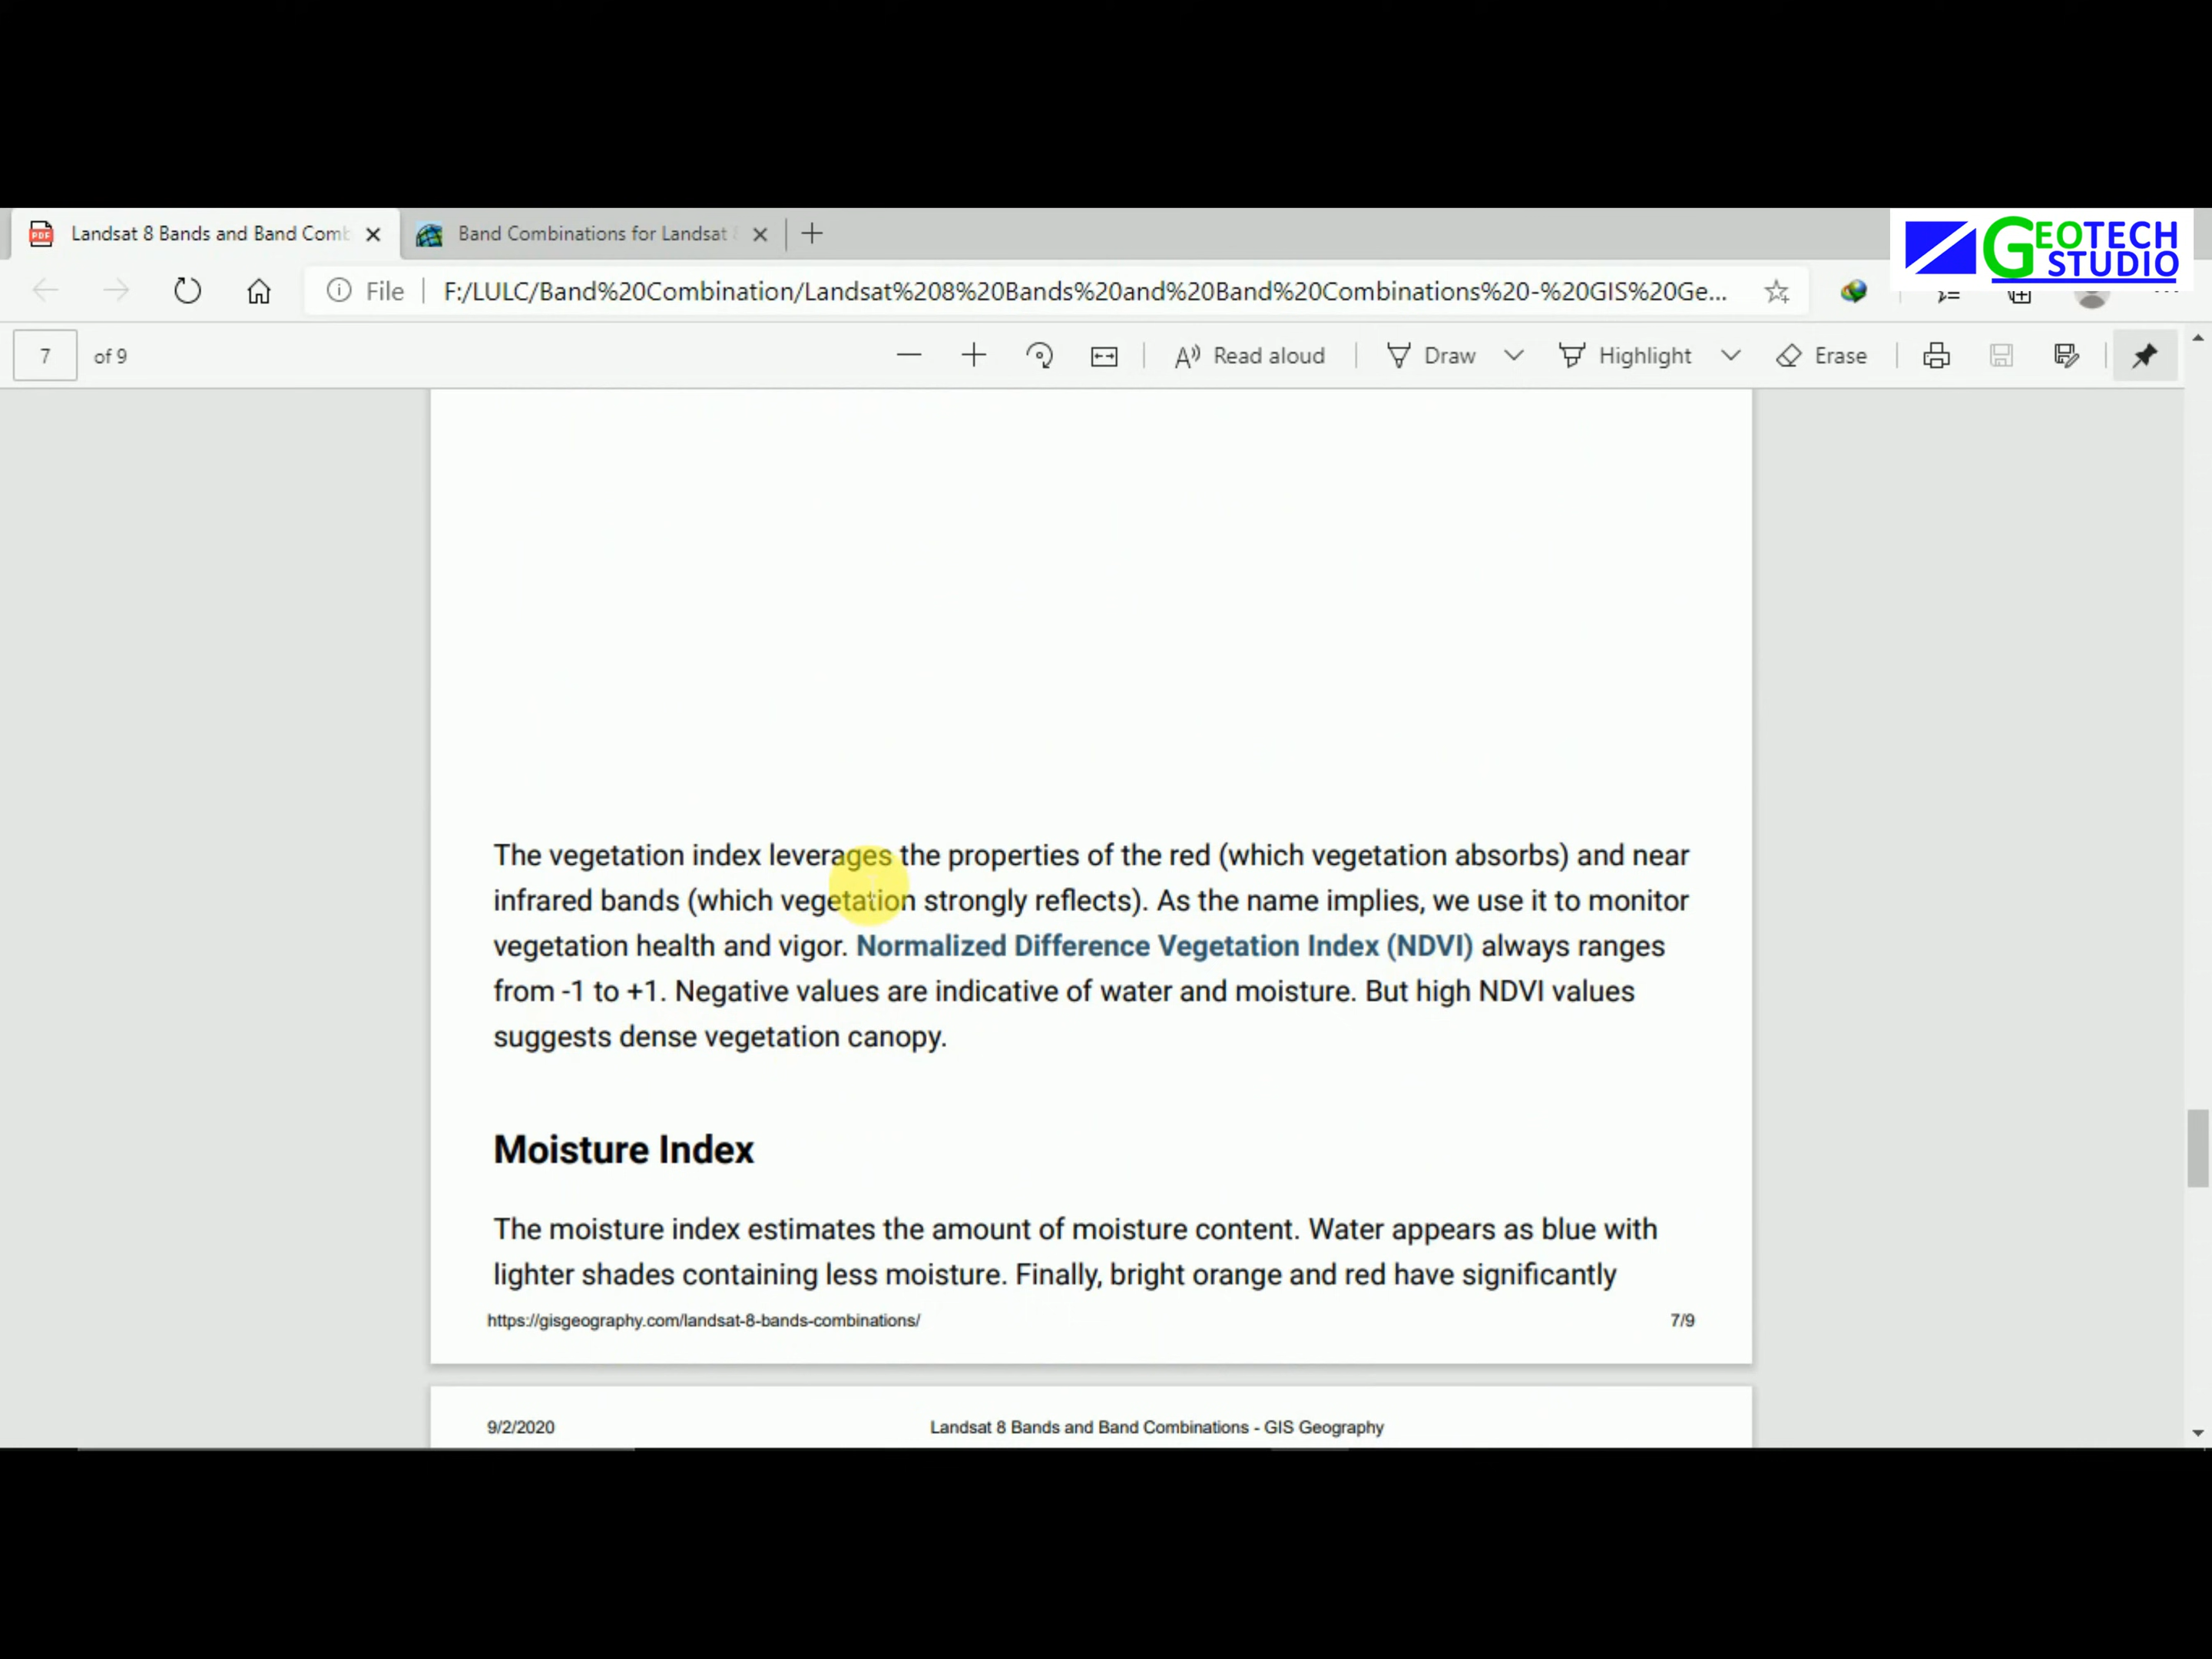 Landsat 8 Bands and Band Comb
Band Combinations for Landsat 8
GEOTECH
STUDIO
File
F:/LULC/Band%20Combination/Landsat%208%20Bands%20and%20Band%20Combinations%20-%20GIS%20Ge...
7 of 9
Read aloud
Draw
Highlight
Erase
The vegetation index leverages the properties of the red (which vegetation absorbs) and near
infrared bands (which vegetation strongly reflects). As the name implies, we use it to monitor
vegetation health and vigor. Normalized Difference Vegetation Index (NDVI) always ranges
from -1 to +1. Negative values are indicative of water and moisture. But high NDVI values
suggests dense vegetation canopy.
Moisture Index
The moisture index estimates the amount of moisture content. Water appears as blue with
lighter shades containing less moisture. Finally, bright orange and red have significantly
https://gisgeography.com/landsat-8-bands-combinations/
7/9
9/2/2020
Landsat 8 Bands and Band Combinations - GIS Geography